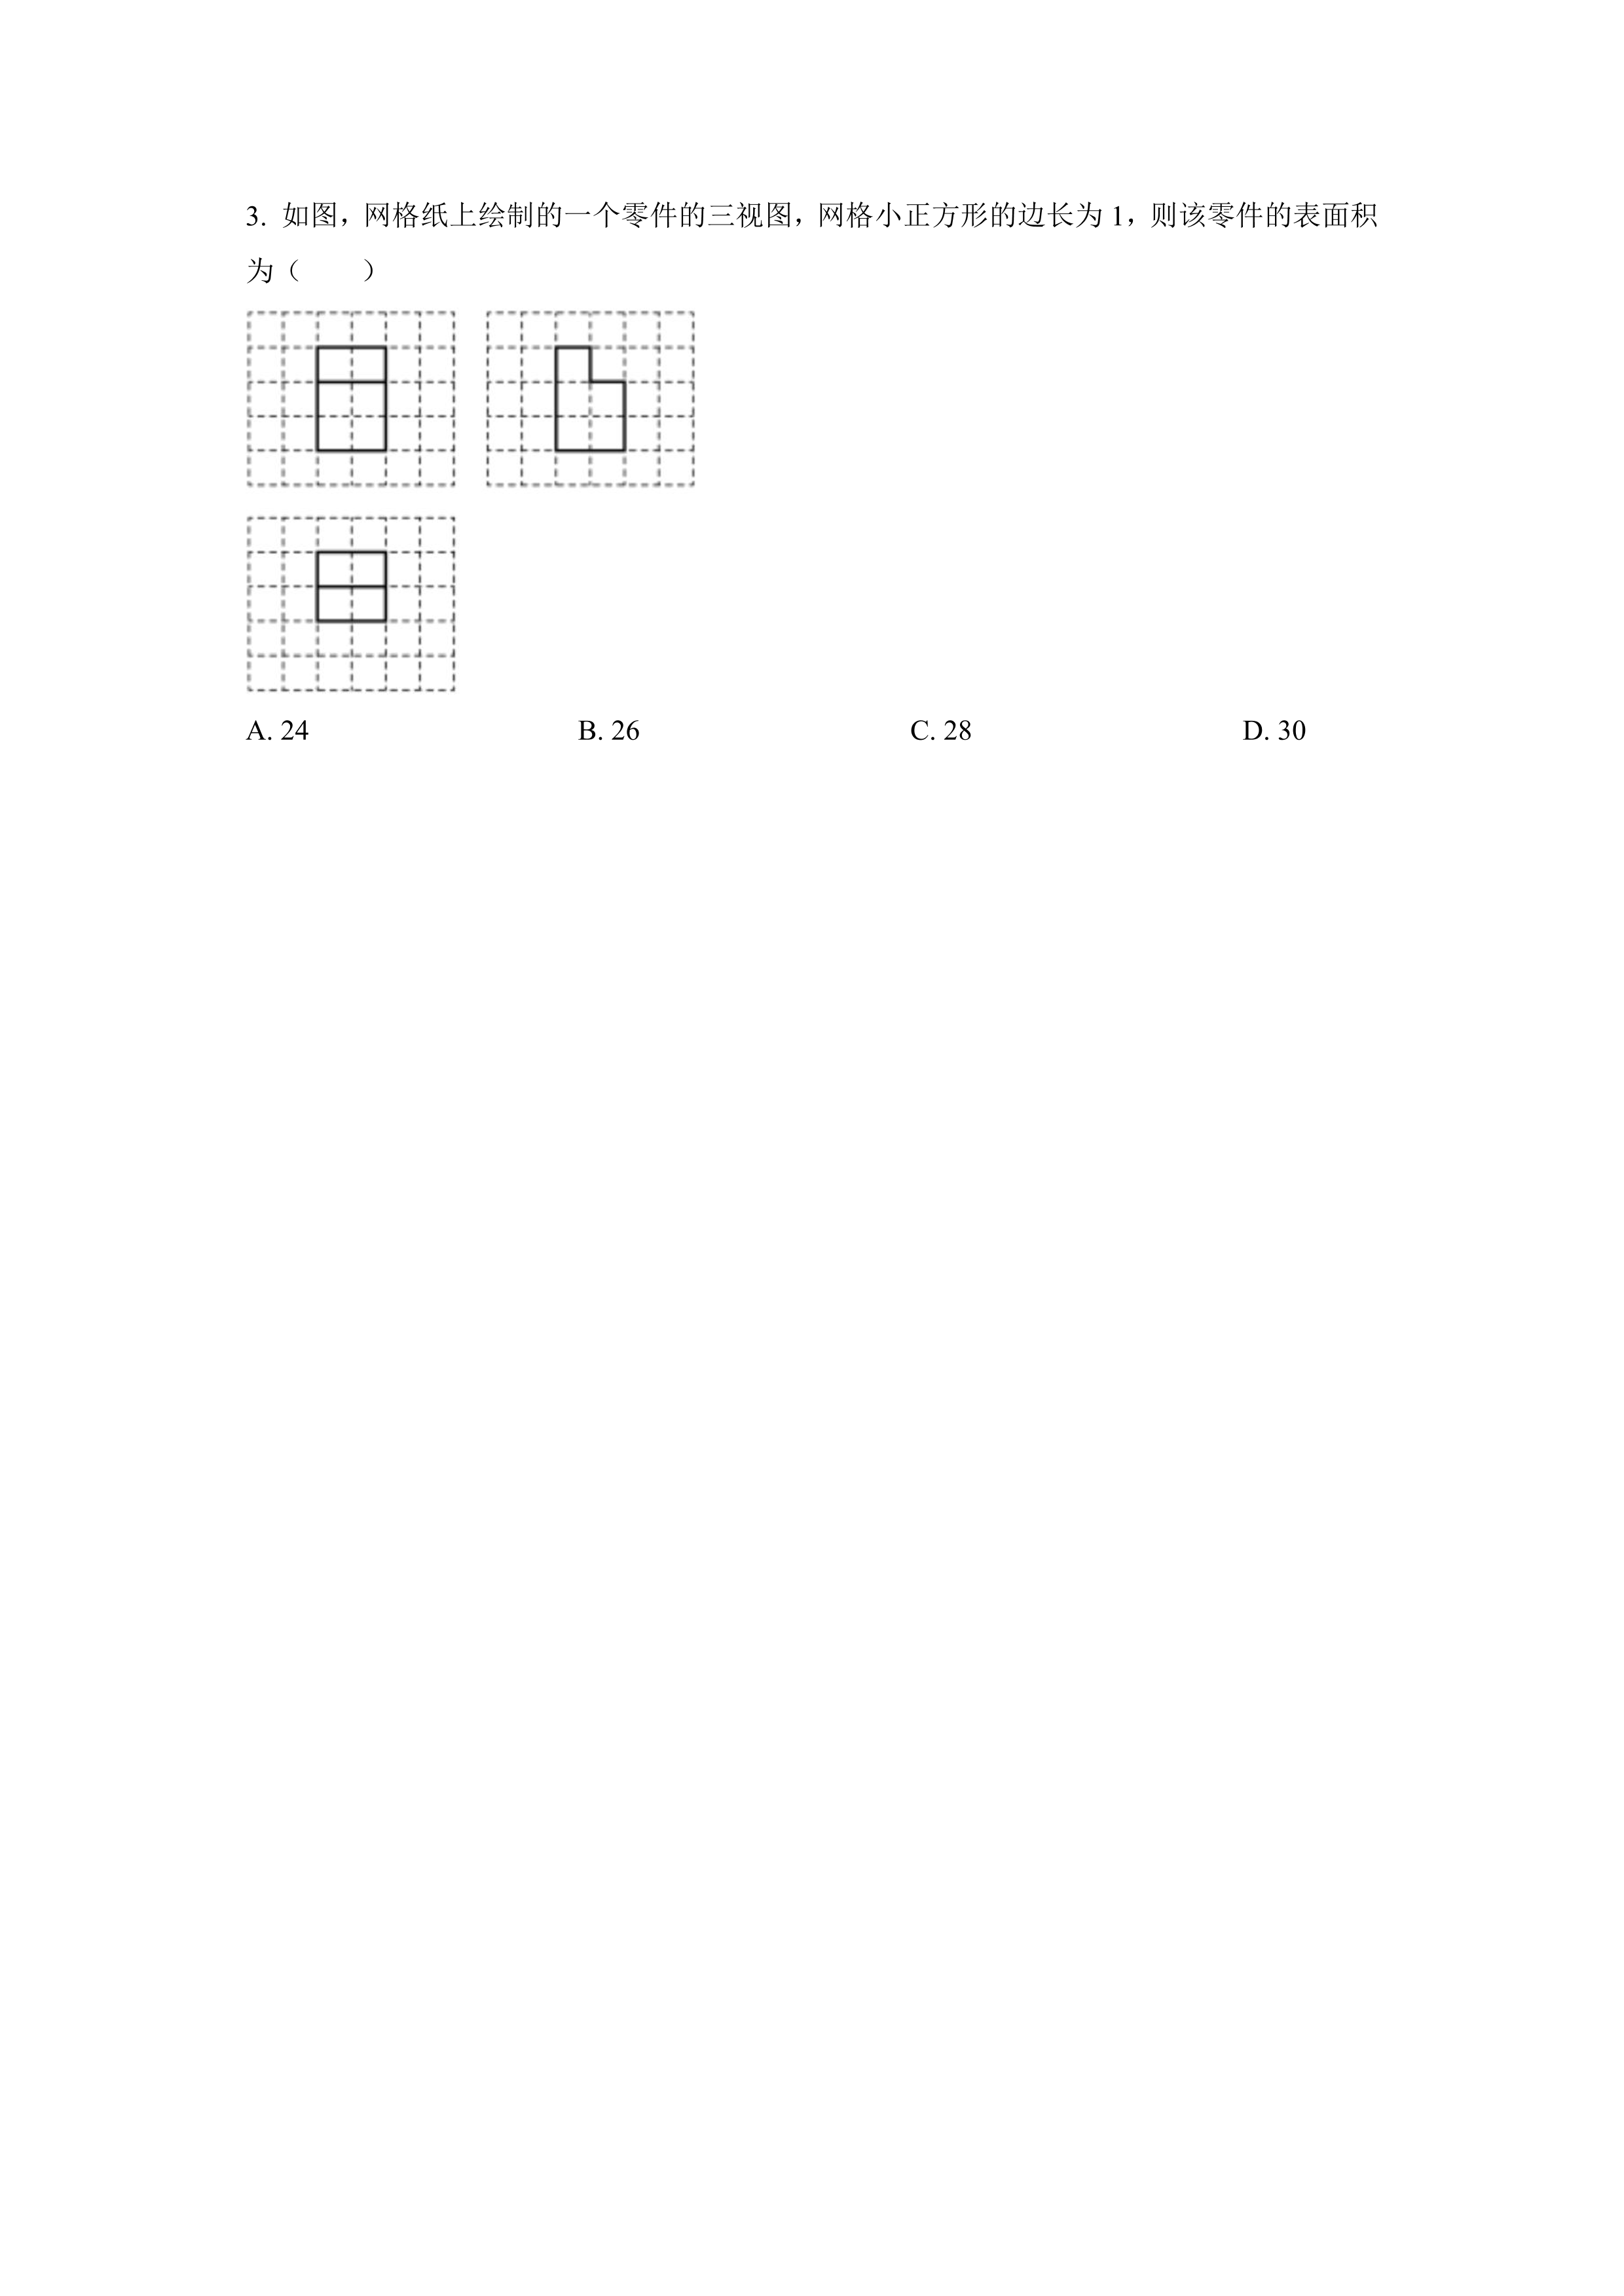 3. 如图，网格纸上绘制的一个零件的三视图，网格小正方形的边长为 1，则该零件的表面积
为（　　）
A. 24　　B. 26　　C. 28　　D. 30